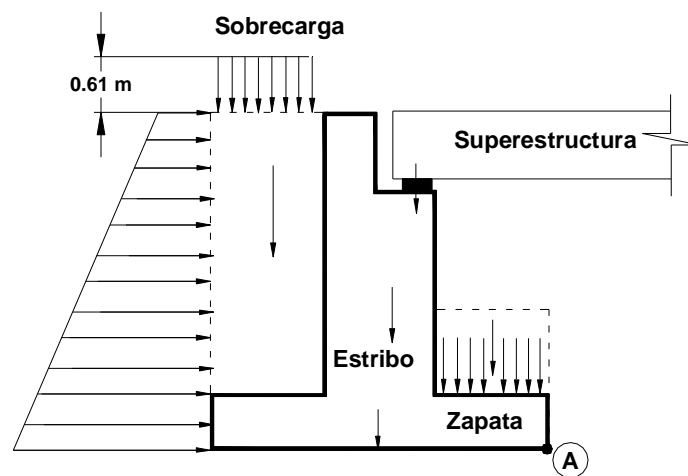 Sobrecarga
0.61 m
Superestructura
Estribo
Zapata
A